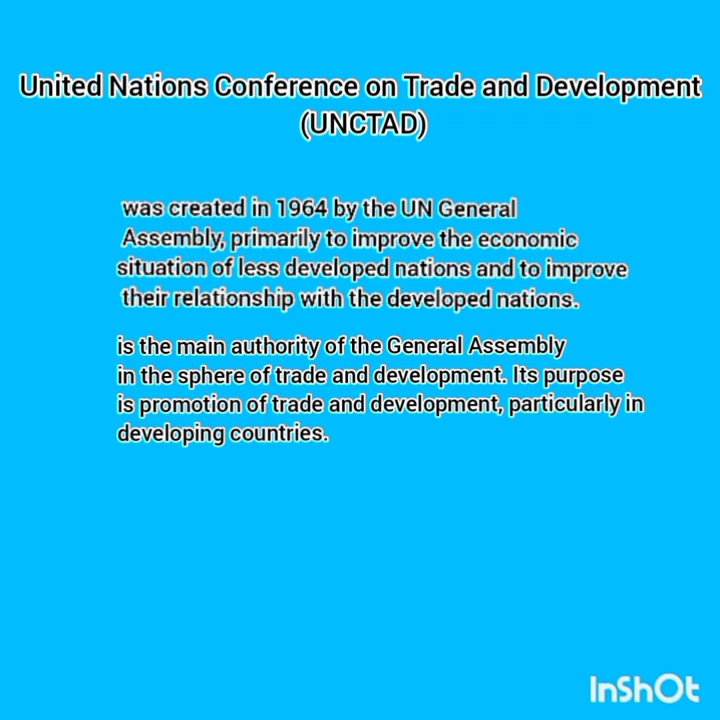 United Nations Conference on Trade and Development
(UNCTAD)
was created in 1964 by the UN General
Assembly, primarily to improve the economic
situation of less developed nations and to improve
their relationship with the developed nations.
is the main authority of the General Assembly
in the sphere of trade and development. Its purpose
is promotion of trade and development, particularly in
developing countries.
InShOt